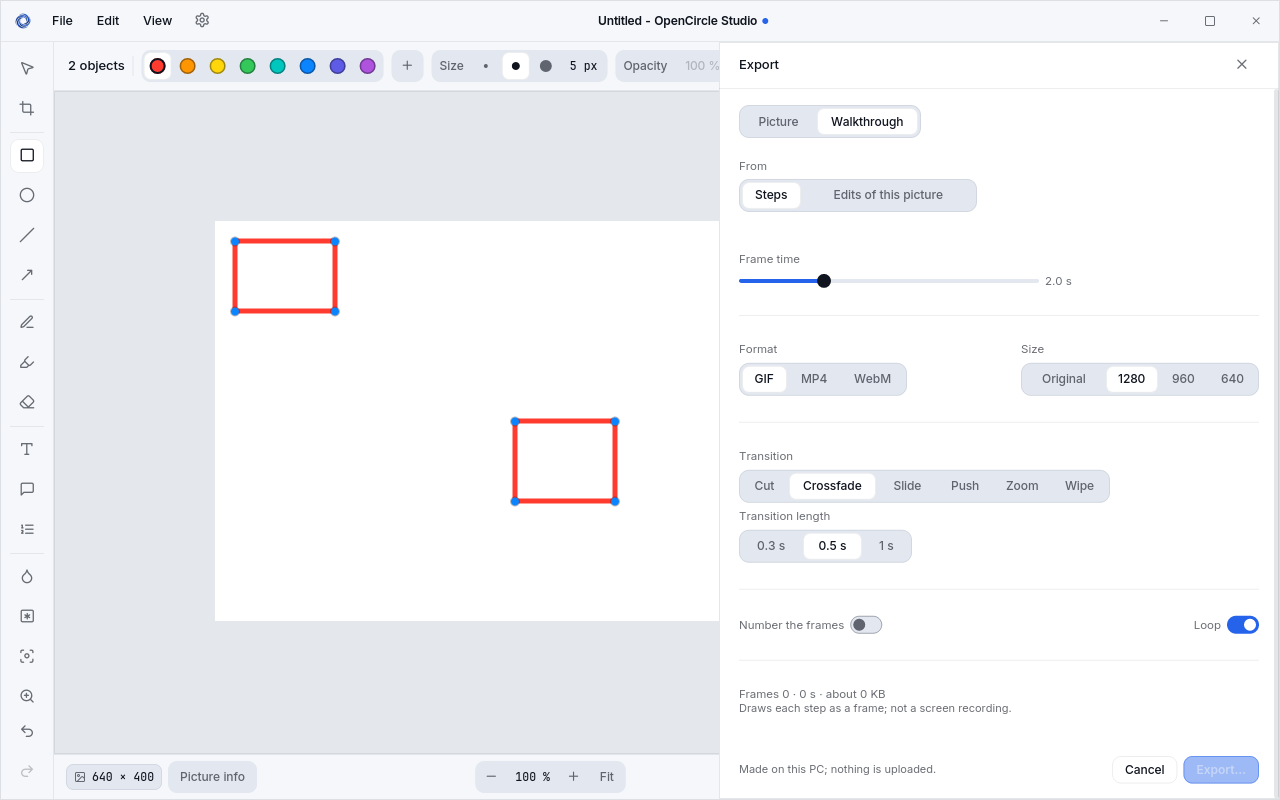 File Edit View Untitled - OpenCircle Studio
2 objects Size 5 px Opacity 100 %
Export
Picture Walkthrough
From
Steps Edits of this picture
Frame time
2.0 s
Format Size
GIF MP4 WebM Original 1280 960 640
Transition
Cut Crossfade Slide Push Zoom Wipe
Transition length
0.3 s 0.5 s 1 s
Number the frames Loop
Frames 0 · 0 s · about 0 KB
Draws each step as a frame; not a screen recording.
Made on this PC; nothing is uploaded. Cancel Export...
640 × 400 Picture info 100 % Fit